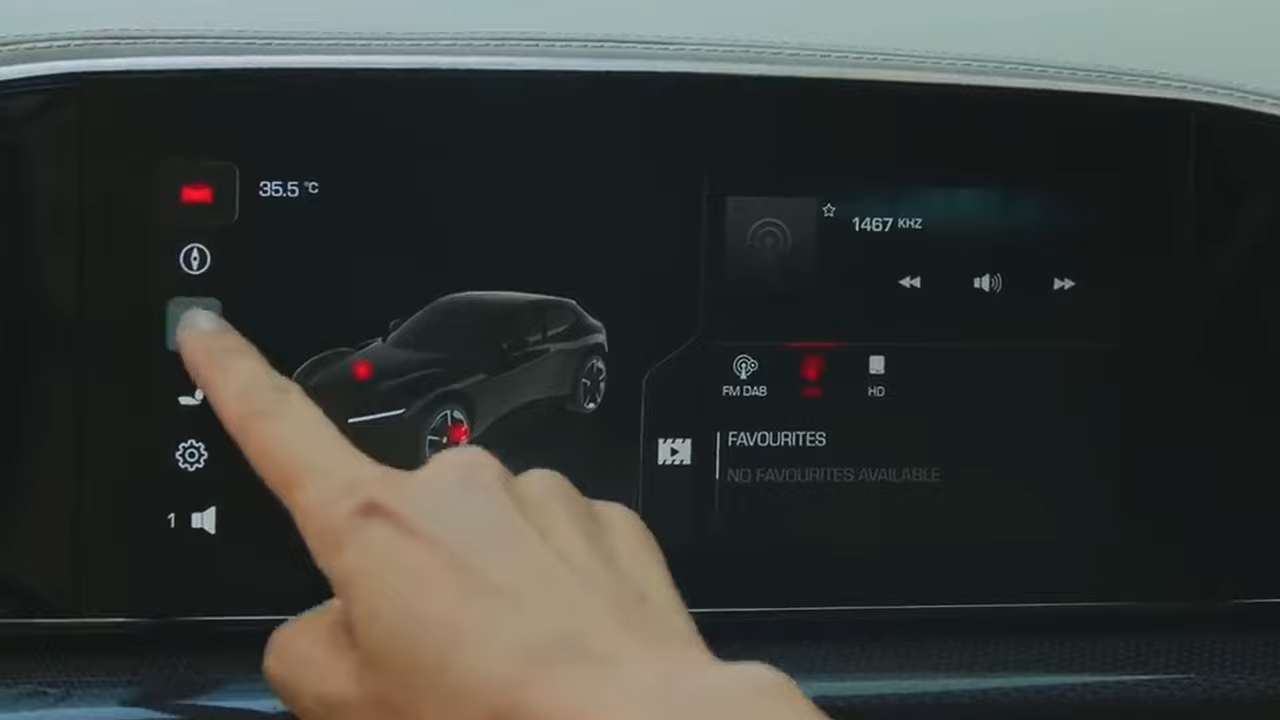 35.5 °C
1467 KHZ
FM DAB
HD
FAVOURITES
NO FAVOURITES AVAILABLE
1